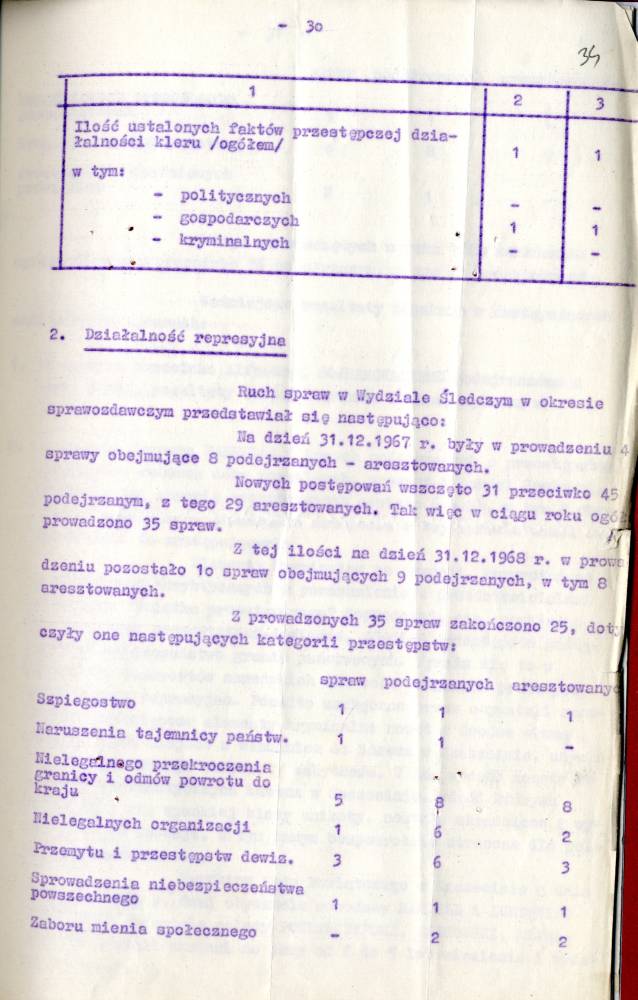 - 30
34
1 2 3
Ilość ustalonych faktów przestępczej dzia-
łalności kleru /ogółem/ 1 1
w tym:
- politycznych - -
- gospodarczych 1 1
- kryminalnych - -
2. Działalność represyjna
Ruch spraw w Wydziale Śledczym w okresie
sprawozdawczym przedstawiał się następująco:
Na dzień 31.12.1967 r. były w prowadzeniu 4
sprawy obejmujące 8 podejrzanych - aresztowanych.
Nowych postępowań wszczęto 31 przeciwko 45
podejrzanym, z tego 29 aresztowanych. Tak więc w ciągu roku ogó
prowadzono 35 spraw.
Z tej ilości na dzień 31.12.1968 r. w prowa
dzeniu pozostało 1o spraw obejmujących 9 podejrzanych, w tym 8
aresztowanych.
Z prowadzonych 35 spraw zakończono 25, doty
czyły one następujących kategorii przestępstw:
spraw podejrzanych aresztowanyc
Szpiegostwo 1 1 1
Naruszenia tajemnicy państw. 1 1 -
Nielegalnego przekroczenia
granicy i odmów powrotu do
kraju 5 8 8
Nielegalnych organizacji 1 6 2
Przemytu i przestępstw dewiz. 3 6 3
Sprowadzenia niebezpieczeństwa
powszechnego 1 1 1
Zaboru mienia społecznego - 2 2